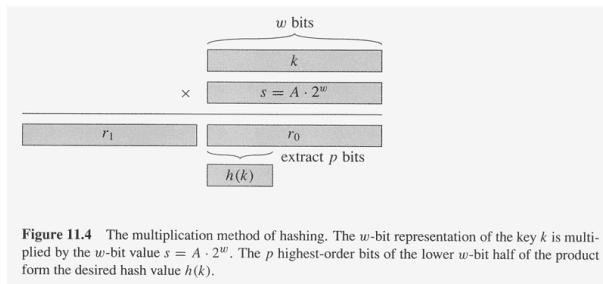 w bits
k
× s = A · 2^w
r₁ r₀
extract p bits
h(k)
Figure 11.4 The multiplication method of hashing. The w-bit representation of the key k is multi-
plied by the w-bit value s = A · 2^w. The p highest-order bits of the lower w-bit half of the product
form the desired hash value h(k).